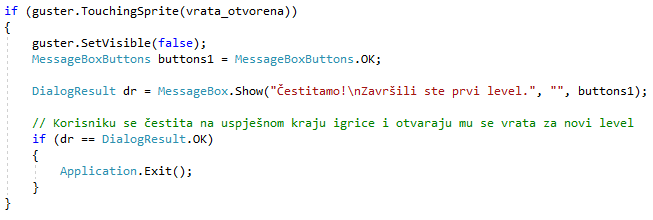 if (guster.TouchingSprite(vrata_otvorena))
{
guster.SetVisible(false);
MessageBoxButtons buttons1 = MessageBoxButtons.OK;
DialogResult dr = MessageBox.Show("Čestitamo!\nZavršili ste prvi level.", "", buttons1);
// Korisniku se čestita na uspješnom kraju igrice i otvaraju mu se vrata za novi level
if (dr == DialogResult.OK)
{
Application.Exit();
}
}